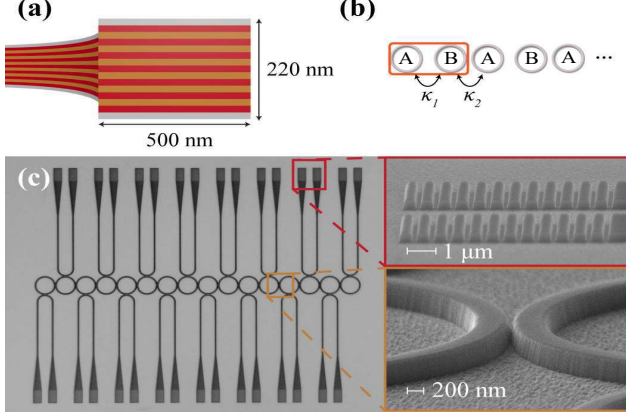 (a)
220 nm
500 nm
(b)
A B A B A ...
κ1 κ2
(c)
1 μm
200 nm